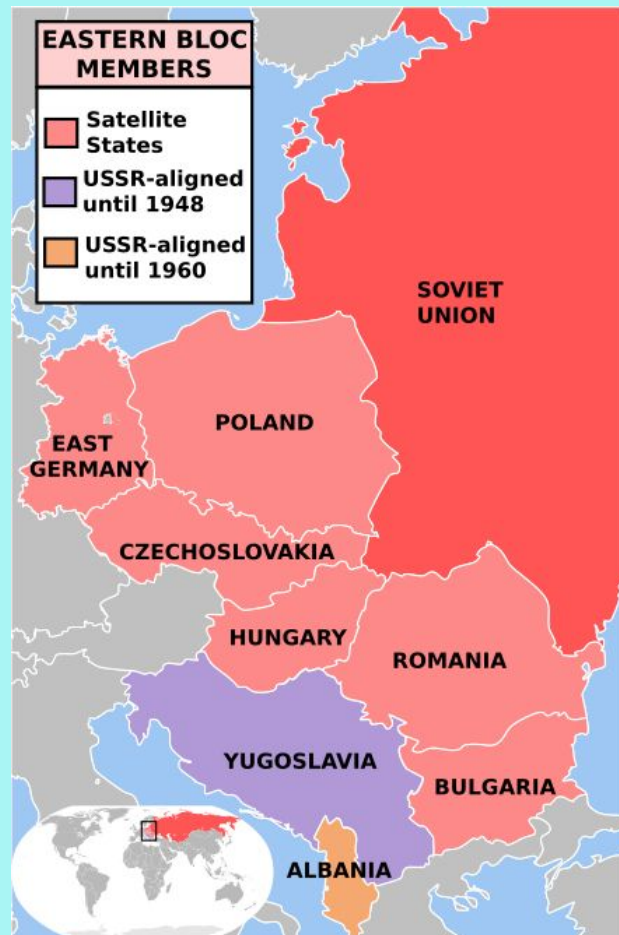 EASTERN BLOC
MEMBERS
Satellite
States
USSR-aligned
until 1948
USSR-aligned
until 1960
SOVIET
UNION
POLAND
EAST
GERMANY
CZECHOSLOVAKIA
HUNGARY
ROMANIA
YUGOSLAVIA
BULGARIA
ALBANIA